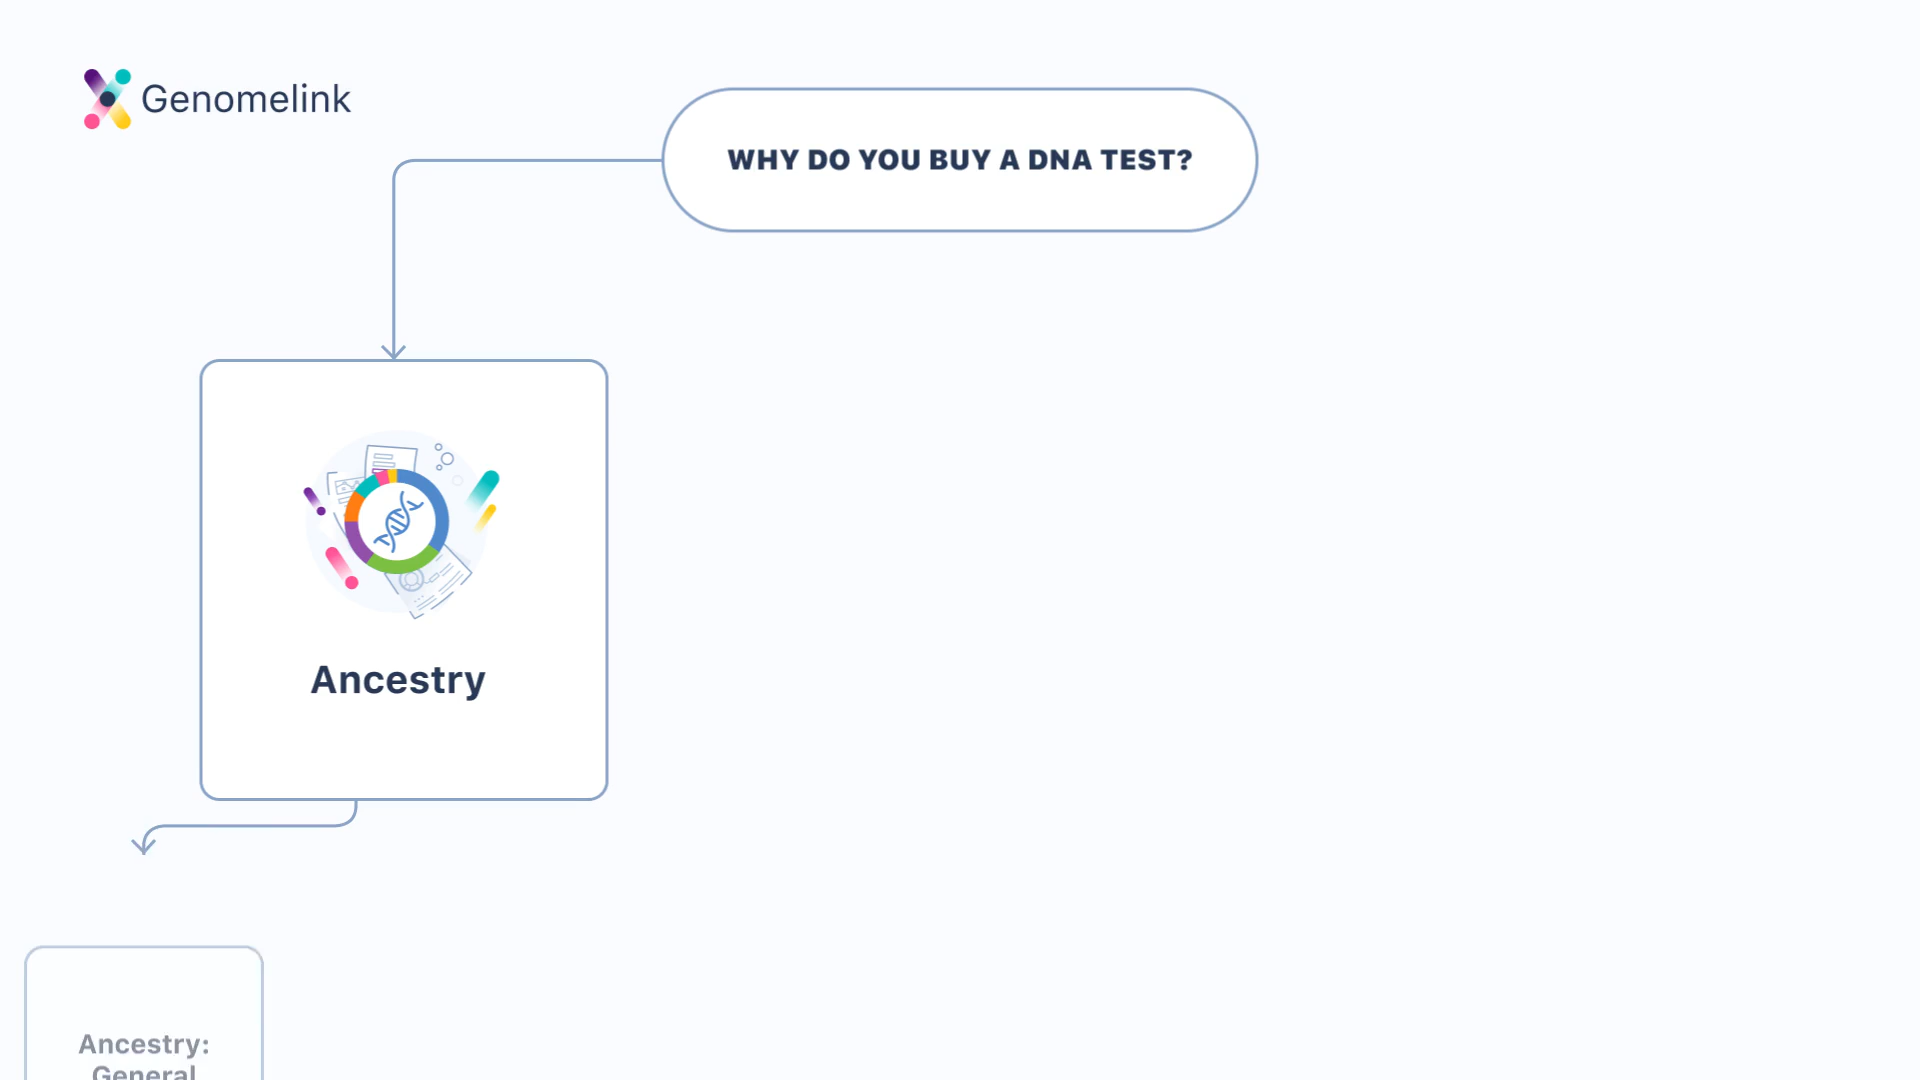 Genomelink
WHY DO YOU BUY A DNA TEST?
Ancestry
Ancestry:
General